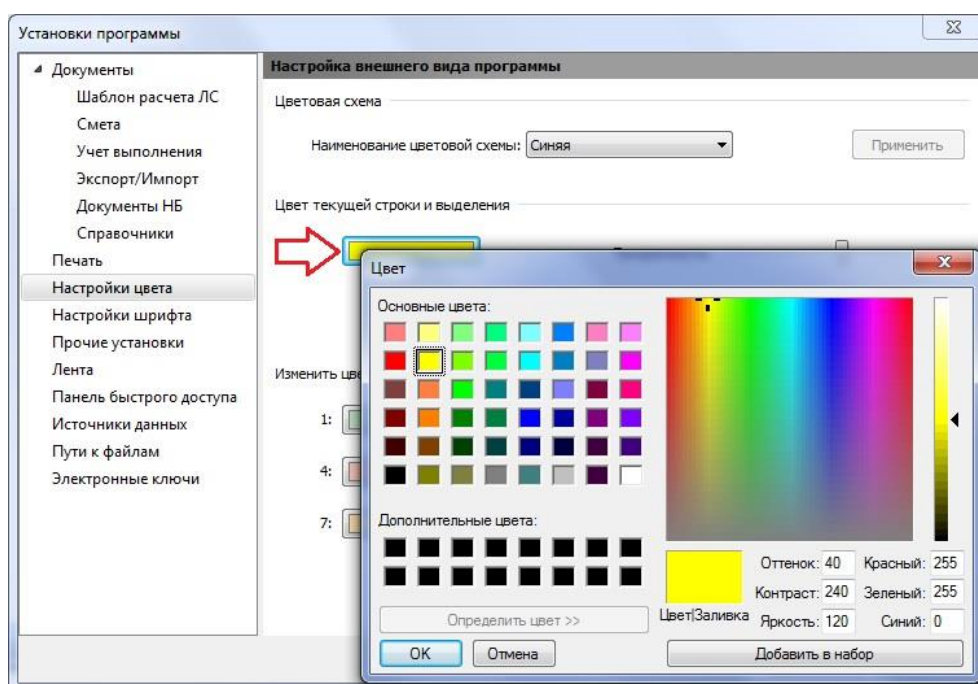 Установки программы
Документы
Шаблон расчета ЛС
Смета
Учет выполнения
Экспорт/Импорт
Документы НБ
Справочники
Печать
Настройки цвета
Настройки шрифта
Прочие установки
Лента
Панель быстрого доступа
Источники данных
Пути к файлам
Электронные ключи
Настройка внешнего вида программы
Цветовая схема
Наименование цветовой схемы: Синяя
Применить
Цвет текущей строки и выделения
Изменить цве
1:
4:
7:
Цвет
Основные цвета:
Дополнительные цвета:
Определить цвет >>
ОК
Отмена
Цвет|Заливка
Оттенок: 40
Красный: 255
Контраст: 240
Зеленый: 255
Яркость: 120
Синий: 0
Добавить в набор